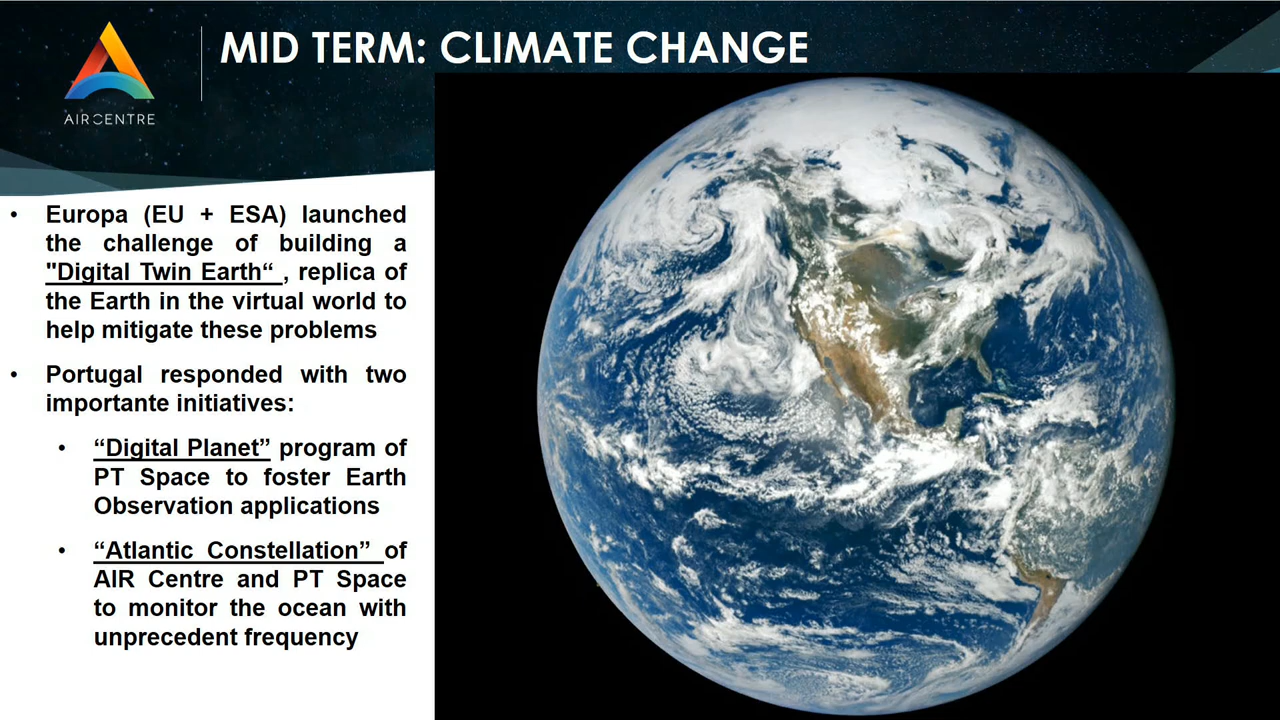 MID TERM: CLIMATE CHANGE
AIR CENTRE
• Europa (EU + ESA) launched
the challenge of building a
"Digital Twin Earth“ , replica of
the Earth in the virtual world to
help mitigate these problems
• Portugal responded with two
importante initiatives:
• “Digital Planet” program of
PT Space to foster Earth
Observation applications
• “Atlantic Constellation” of
AIR Centre and PT Space
to monitor the ocean with
unprecedent frequency